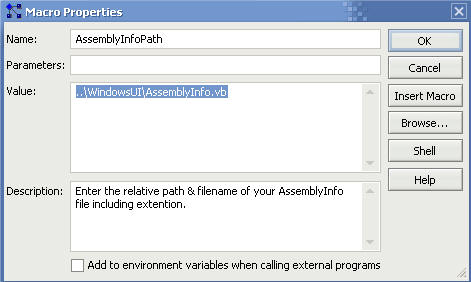 Macro Properties
Name: AssemblyInfoPath
OK
Parameters:
Cancel
Value: ..\WindowsUI\AssemblyInfo.vb
Insert Macro
Browse...
Shell
Help
Description: Enter the relative path & filename of your AssemblyInfo
file including extention.
Add to environment variables when calling external programs